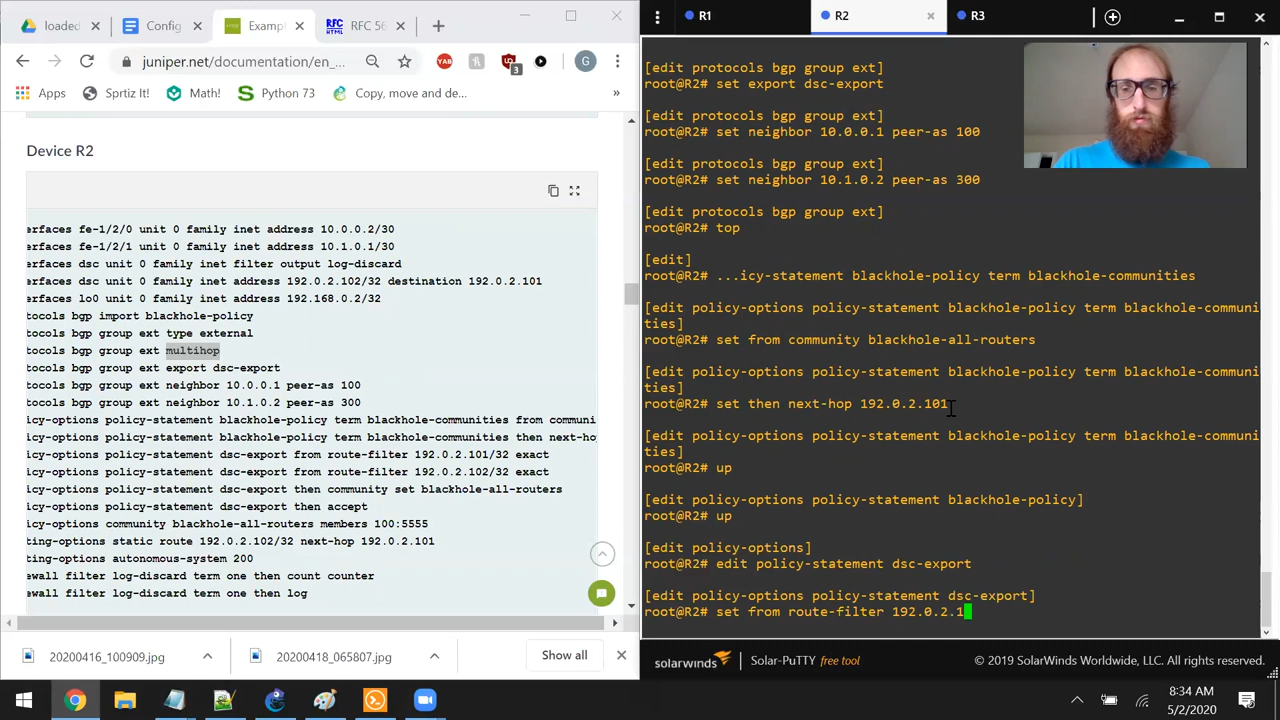 loaded
Config
Exampl
RFC HTML
RFC 56
R1
R2
R3
juniper.net/documentation/en_...
YAB
3
G
Apps
Sprtiz It!
Math!
Python 73
Copy, move and de...
»
Device R2
erfaces fe-1/2/0 unit 0 family inet address 10.0.0.2/30
erfaces fe-1/2/1 unit 0 family inet address 10.1.0.1/30
erfaces dsc unit 0 family inet filter output log-discard
erfaces dsc unit 0 family inet address 192.0.2.102/32 destination 192.0.2.101
erfaces lo0 unit 0 family inet address 192.168.0.2/32
tocols bgp import blackhole-policy
tocols bgp group ext type external
tocols bgp group ext multihop
tocols bgp group ext export dsc-export
tocols bgp group ext neighbor 10.0.0.1 peer-as 100
tocols bgp group ext neighbor 10.1.0.2 peer-as 300
icy-options policy-statement blackhole-policy term blackhole-communities from commun
icy-options policy-statement blackhole-policy term blackhole-communities then next-ho
icy-options policy-statement dsc-export from route-filter 192.0.2.101/32 exact
icy-options policy-statement dsc-export from route-filter 192.0.2.102/32 exact
icy-options policy-statement dsc-export then community set blackhole-all-routers
icy-options policy-statement dsc-export then accept
icy-options community blackhole-all-routers members 100:5555
ting-options static route 192.0.2.102/32 next-hop 192.0.2.101
ting-options autonomous-system 200
ewall filter log-discard term one then count counter
ewall filter log-discard term one then log
[edit protocols bgp group ext]
root@R2# set export dsc-export
[edit protocols bgp group ext]
root@R2# set neighbor 10.0.0.1 peer-as 100
[edit protocols bgp group ext]
root@R2# set neighbor 10.1.0.2 peer-as 300
[edit protocols bgp group ext]
root@R2# top
[edit]
root@R2# ...icy-statement blackhole-policy term blackhole-communities
[edit policy-options policy-statement blackhole-policy term blackhole-communi
ties]
root@R2# set from community blackhole-all-routers
[edit policy-options policy-statement blackhole-policy term blackhole-communi
ties]
root@R2# set then next-hop 192.0.2.101
[edit policy-options policy-statement blackhole-policy term blackhole-communi
ties]
root@R2# up
[edit policy-options policy-statement blackhole-policy]
root@R2# up
[edit policy-options]
root@R2# edit policy-statement dsc-export
[edit policy-options policy-statement dsc-export]
root@R2# set from route-filter 192.0.2.1
20200416_100909.jpg
20200418_065807.jpg
Show all
solarwinds
Solar-PuTTY free tool
© 2019 SolarWinds Worldwide, LLC. All rights reserved.
8:34 AM
5/2/2020